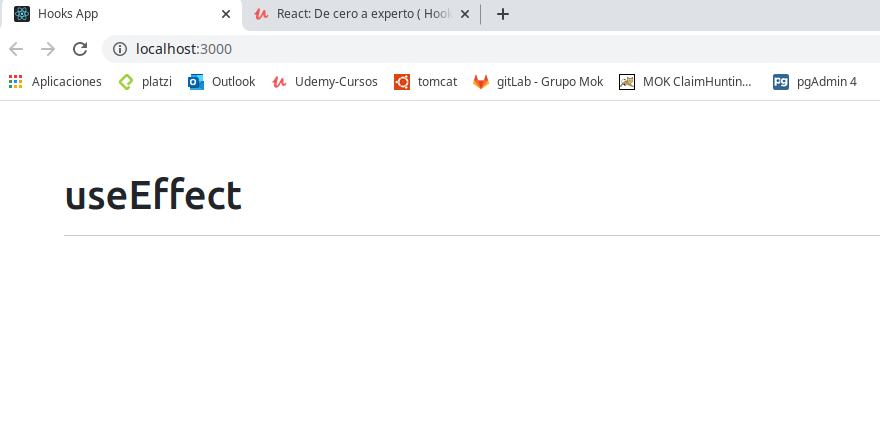 Hooks App
React: De cero a experto ( Hook
localhost:3000
Aplicaciones platzi Outlook Udemy-Cursos tomcat gitLab - Grupo Mok MOK ClaimHuntin... pgAdmin 4
useEffect